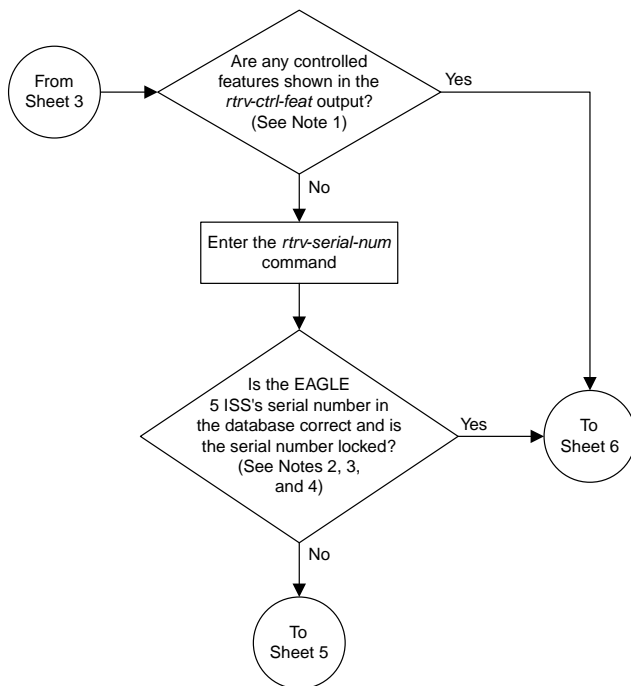 From
Sheet 3
Are any controlled
features shown in the
rtrv-ctrl-feat output?
(See Note 1)
Yes
No
Enter the rtrv-serial-num
command
Is the EAGLE
5 ISS's serial number in
the database correct and is
the serial number locked?
(See Notes 2, 3,
and 4)
Yes
To
Sheet 6
No
To
Sheet 5